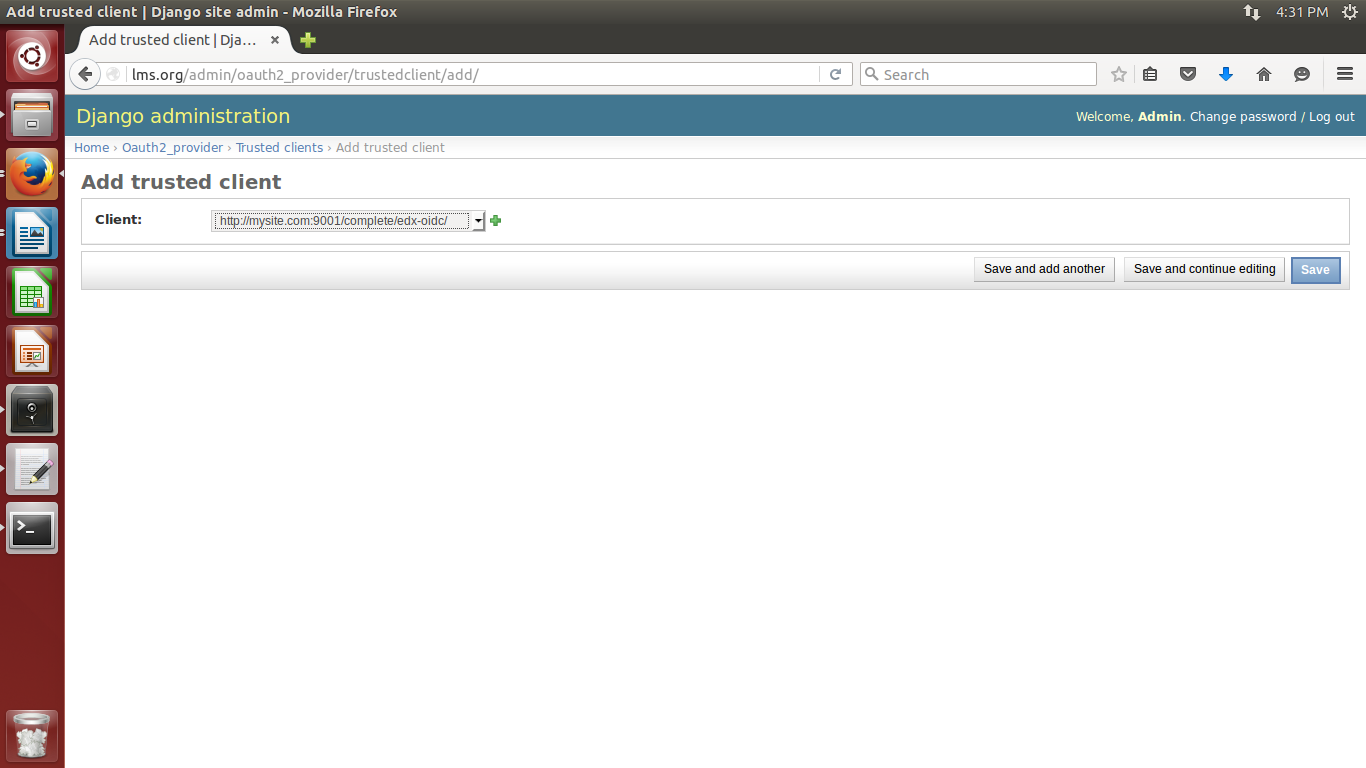 Add trusted client | Django site admin - Mozilla Firefox
4:31 PM
Add trusted client | Dja...
lms.org/admin/oauth2_provider/trustedclient/add/
Search
Django administration
Welcome, Admin. Change password / Log out
Home › Oauth2_provider › Trusted clients › Add trusted client
Add trusted client
Client:
http://mysite.com:9001/complete/edx-oidc/
Save and add another
Save and continue editing
Save